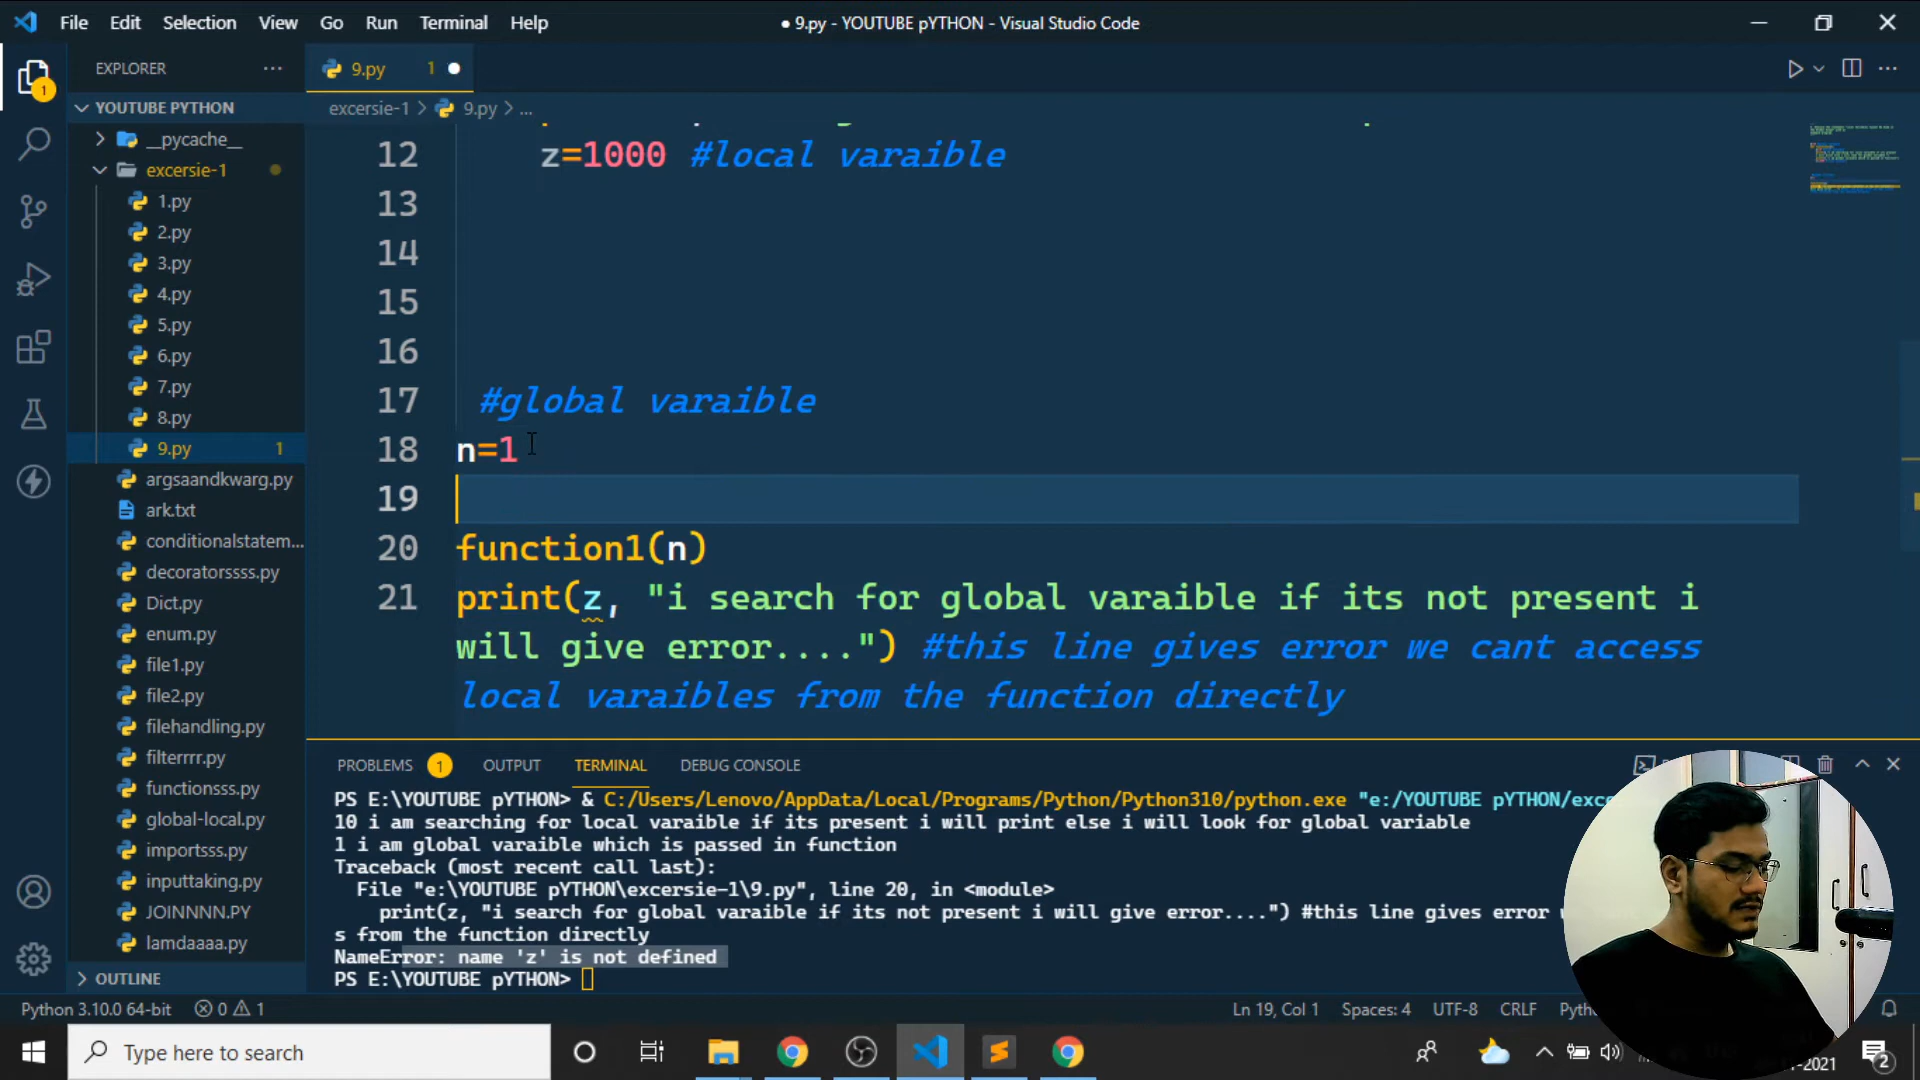 File Edit Selection View Go Run Terminal Help
● 9.py - YOUTUBE pYTHON - Visual Studio Code
EXPLORER
9.py 1
YOUTUBE PYTHON
excersie-1 > 9.py > ...
__pycache__
excersie-1
1.py
2.py
3.py
4.py
5.py
6.py
7.py
8.py
9.py 1
argsaandkwarg.py
ark.txt
conditionalstatem...
decoratorssss.py
Dict.py
enum.py
file1.py
file2.py
filehandling.py
filterrrr.py
functionsss.py
global-local.py
importsss.py
inputtaking.py
JOINNNN.PY
lamdaaaa.py
OUTLINE
12 z=1000 #local varaible
13
14
15
16
17 #global varaible
18 n=1
19
20 function1(n)
21 print(z, "i search for global varaible if its not present i
will give error....") #this line gives error we cant access
local varaibles from the function directly
PROBLEMS 1 OUTPUT TERMINAL DEBUG CONSOLE
PS E:\YOUTUBE pYTHON> & C:/Users/Lenovo/AppData/Local/Programs/Python/Python310/python.exe "e:/YOUTUBE pYTHON/exc
10 i am searching for local varaible if its present i will print else i will look for global variable
1 i am global varaible which is passed in function
Traceback (most recent call last):
File "e:\YOUTUBE pYTHON\excersie-1\9.py", line 20, in <module>
print(z, "i search for global varaible if its not present i will give error....") #this line gives error
s from the function directly
NameError: name 'z' is not defined
PS E:\YOUTUBE pYTHON>
Python 3.10.0 64-bit 0 1
Ln 19, Col 1 Spaces: 4 UTF-8 CRLF
Type here to search
2021
2